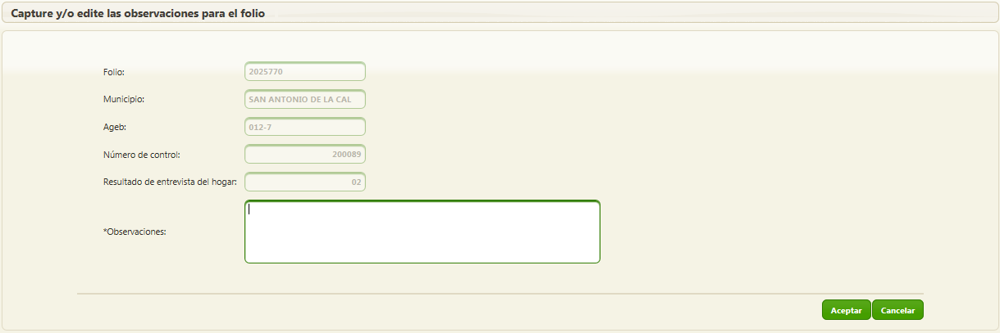 Capture y/o edite las observaciones para el folio
Folio: 2025770
Municipio: SAN ANTONIO DE LA CAL
Ageb: 012-7
Número de control: 200089
Resultado de entrevista del hogar: 02
*Observaciones:
Aceptar Cancelar